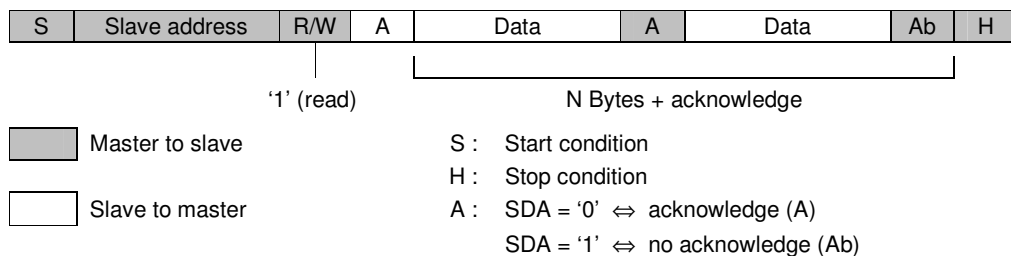 S Slave address R/W A Data A Data Ab H
‘1’ (read) N Bytes + acknowledge
Master to slave S : Start condition
H : Stop condition
Slave to master A : SDA = ‘0’ ⇔ acknowledge (A)
SDA = ‘1’ ⇔ no acknowledge (Ab)